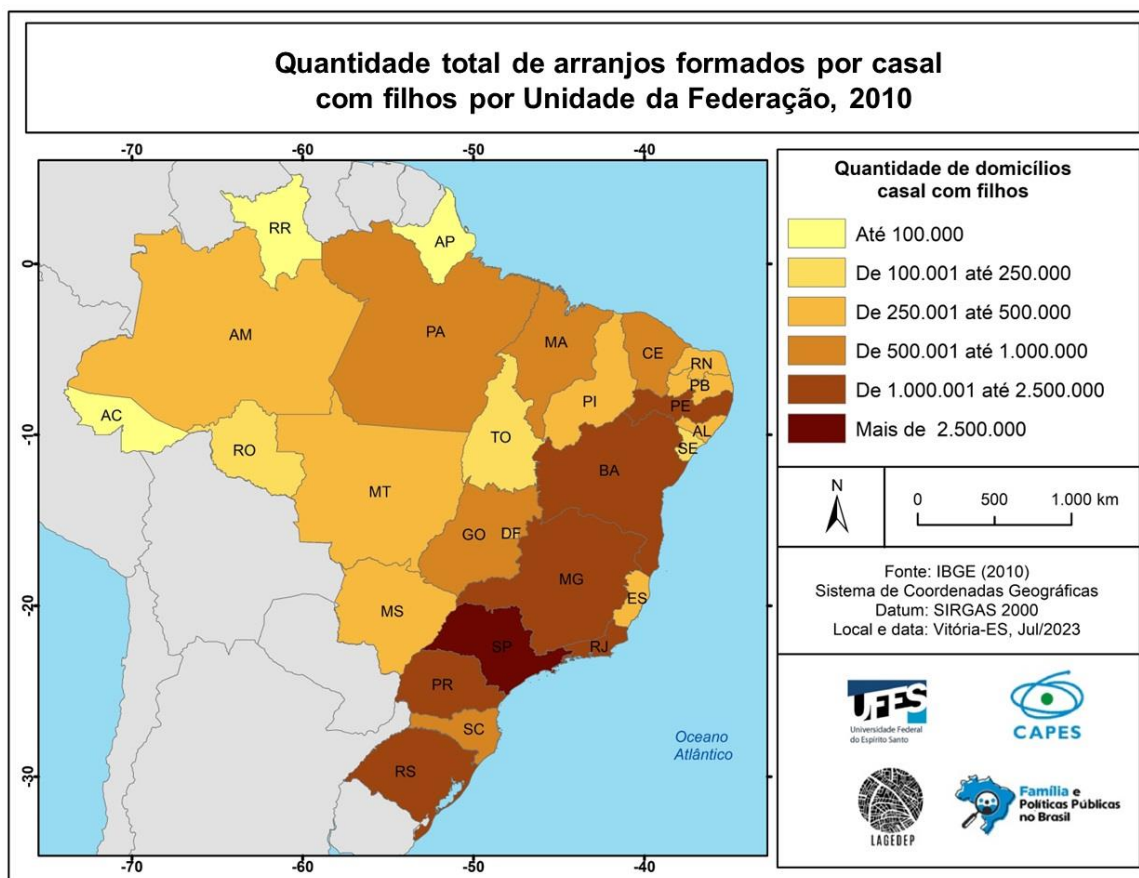 Quantidade total de arranjos formados por casal
com filhos por Unidade da Federação, 2010
-70
-60
-50
-40
0
-10
-20
-30
0
-10
-20
-30
-70
-60
-50
-40
RR
AP
AM
PA
MA
CE
RN
PB
PI
PE
AL
SE
AC
TO
RO
BA
MT
GO
DF
MG
ES
MS
SP
RJ
PR
SC
RS
Oceano
Atlântico
Quantidade de domicílios
casal com filhos
Até 100.000
De 100.001 até 250.000
De 250.001 até 500.000
De 500.001 até 1.000.000
De 1.000.001 até 2.500.000
Mais de 2.500.000
N
0 500 1.000 km
Fonte: IBGE (2010)
Sistema de Coordenadas Geográficas
Datum: SIRGAS 2000
Local e data: Vitória-ES, Jul/2023
UFES
Universidade Federal
do Espírito Santo
CAPES
LAGEDEP
Família e
Políticas Públicas
no Brasil